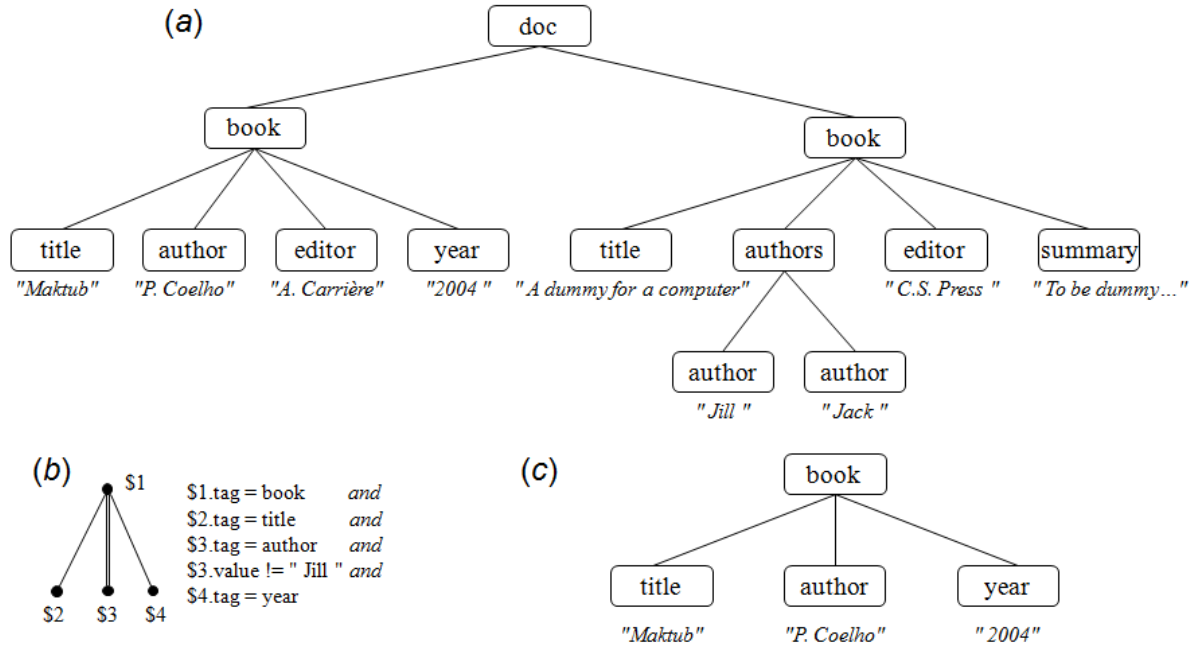 (a)
doc
book
book
title author editor year title authors editor summary
"Maktub" "P. Coelho" "A. Carrière" "2004 " "A dummy for a computer" "C.S. Press " "To be dummy…"
author author
"Jill " "Jack "
(b)
$1
$2 $3 $4
$1.tag = book and
$2.tag = title and
$3.tag = author and
$3.value != " Jill " and
$4.tag = year
(c)
book
title author year
"Maktub" "P. Coelho" " 2004"